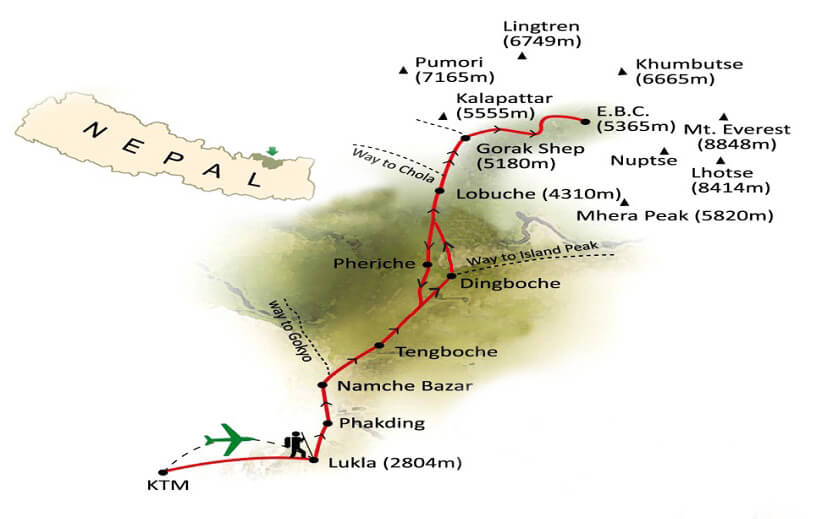 Lingtren
(6749m)
Pumori
(7165m)
Khumbutse
(6665m)
Kalapattar
(5555m)
E.B.C.
(5365m)
Mt. Everest
(8848m)
NEPAL
Gorak Shep
(5180m)
Nuptse
Lhotse
(8414m)
Way to Chola
Lobuche (4310m)
Mhera Peak (5820m)
Way to Island Peak
Pheriche
Dingboche
way to Gokyo
Tengboche
Namche Bazar
Phakding
Lukla (2804m)
KTM